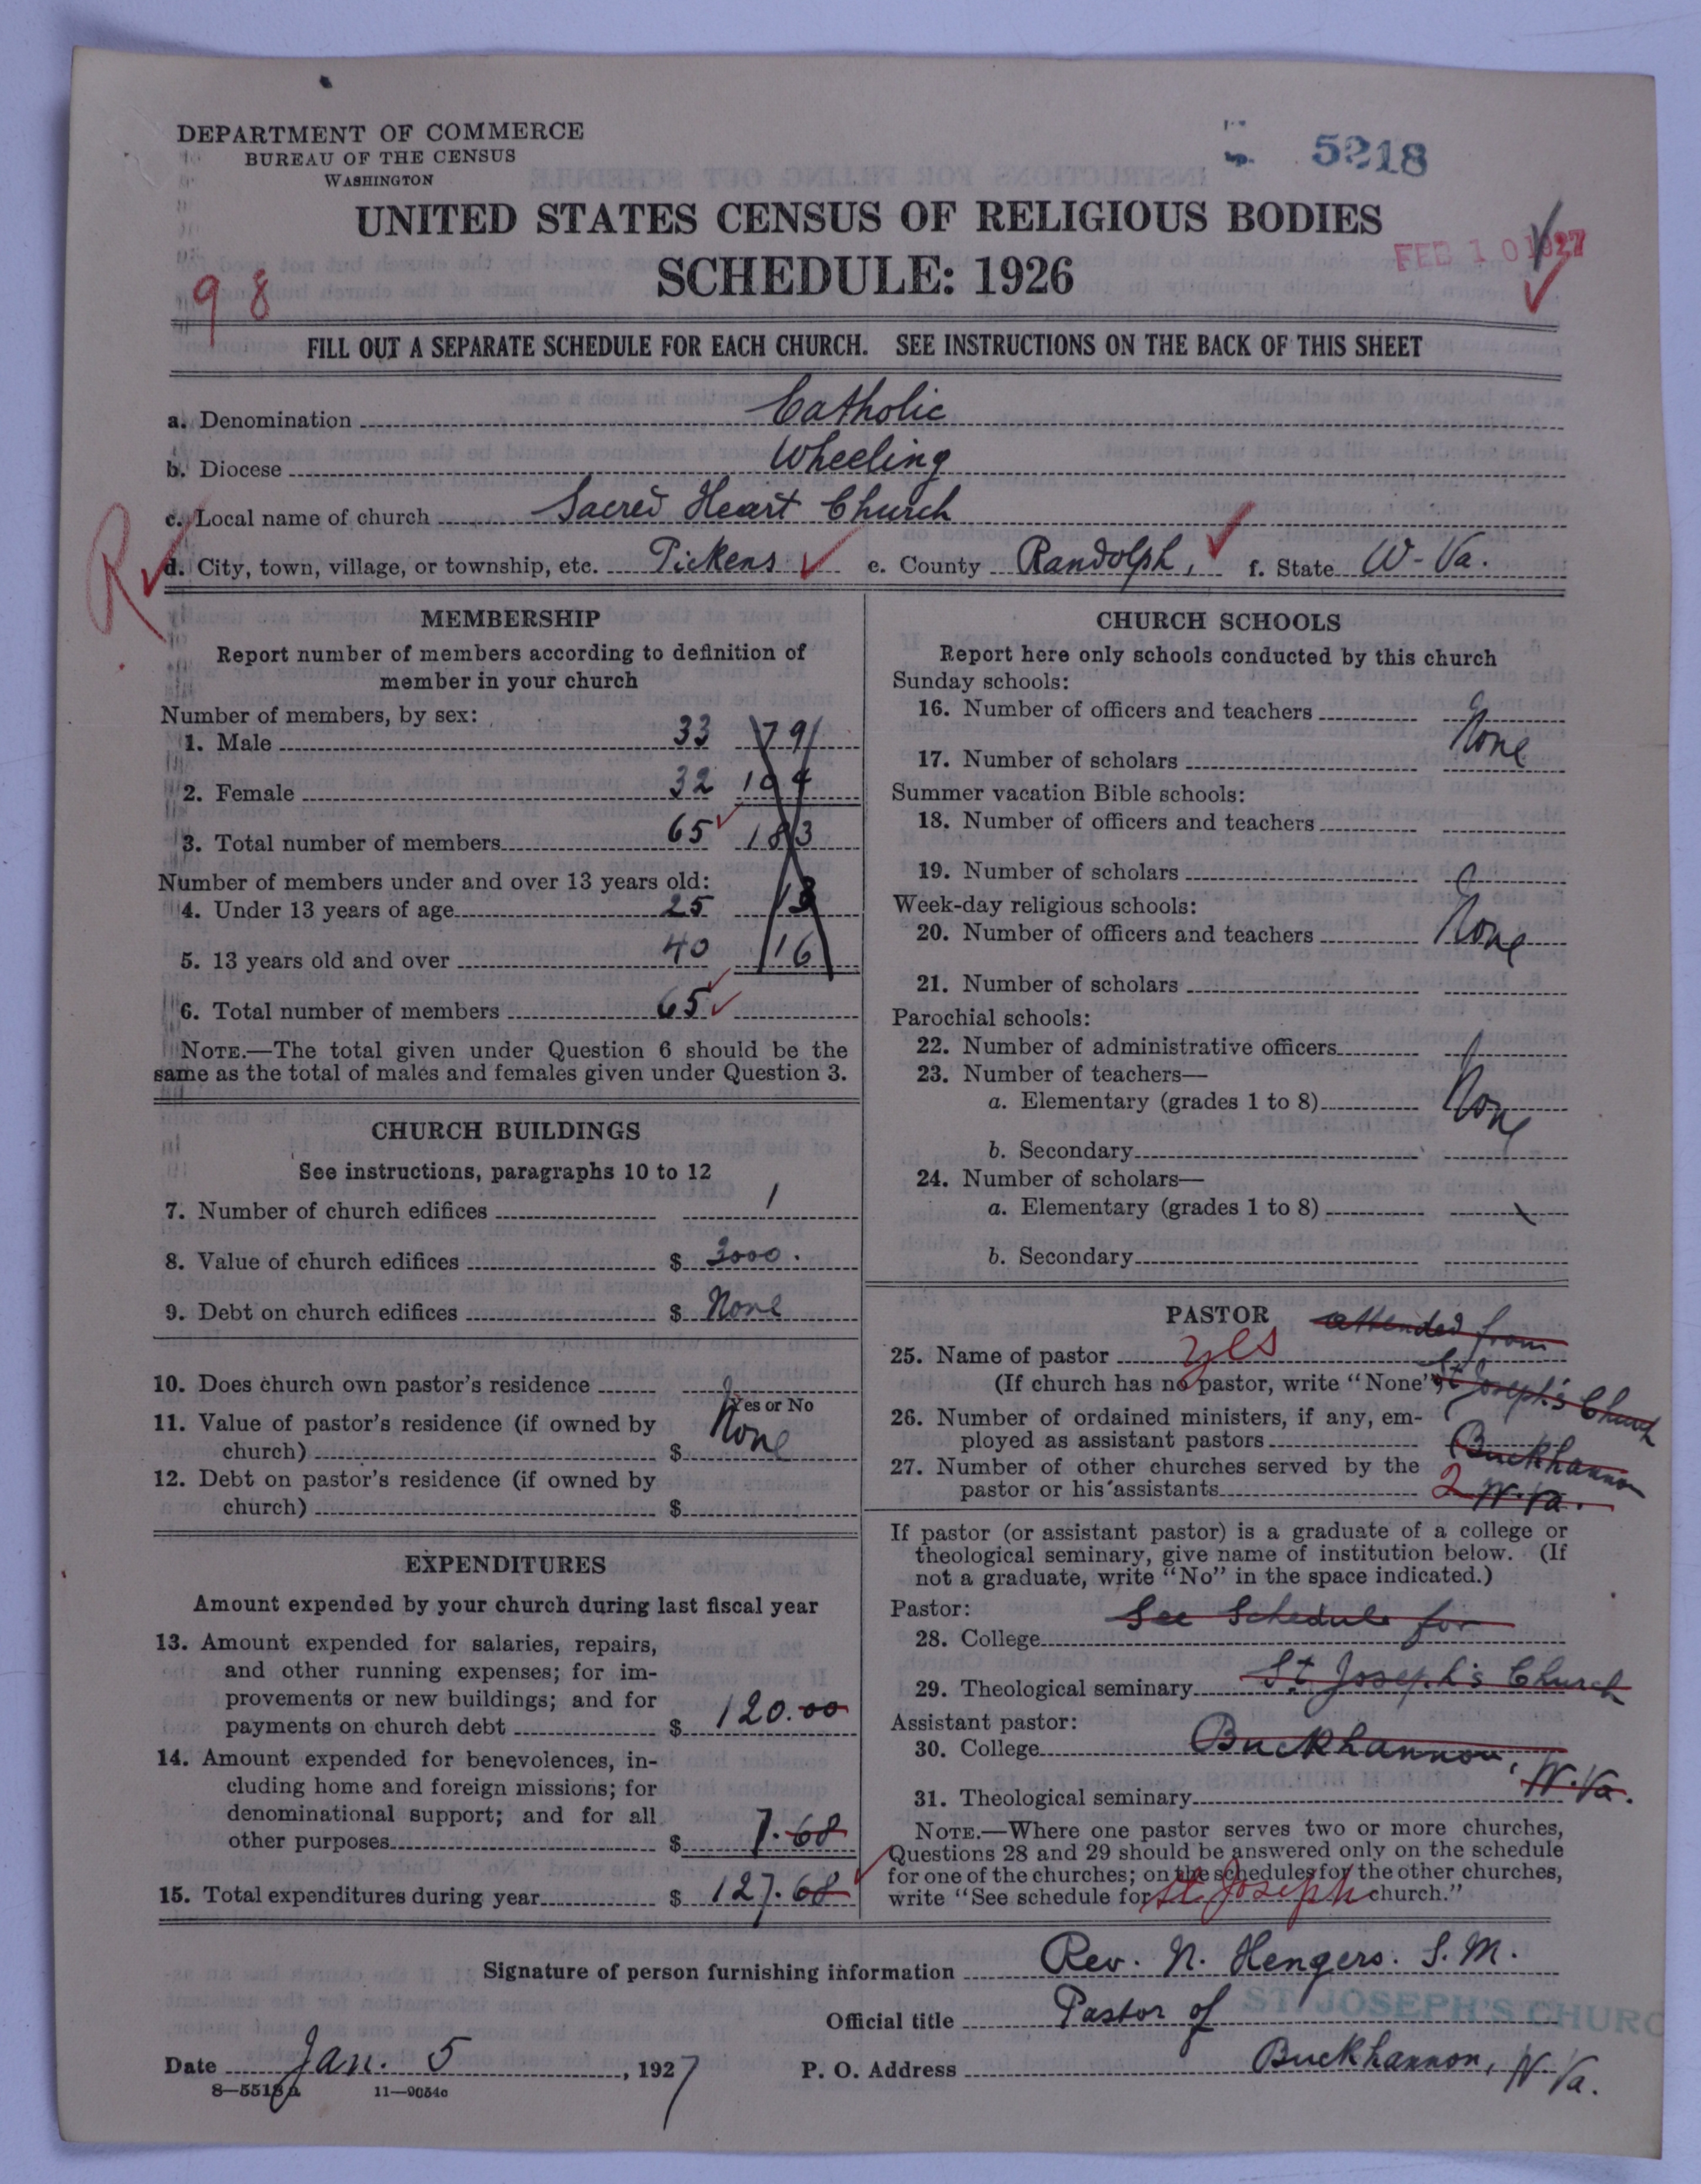 DEPARTMENT OF COMMERCE
BUREAU OF THE CENSUS
WASHINGTON
5218
UNITED STATES CENSUS OF RELIGIOUS BODIES
SCHEDULE: 1926
FEB 10 1927
98
FILL OUT A SEPARATE SCHEDULE FOR EACH CHURCH. SEE INSTRUCTIONS ON THE BACK OF THIS SHEET
a. Denomination Catholic
b. Diocese Wheeling
c. Local name of church Sacred Heart Church
R
d. City, town, village, or township, etc. Pickens e. County Randolph, f. State W-Va.
MEMBERSHIP
Report number of members according to definition of
member in your church
Number of members, by sex:
1. Male 33 79
2. Female 32 104
3. Total number of members 65 183
Number of members under and over 13 years old:
4. Under 13 years of age 25 13
5. 13 years old and over 40 16
6. Total number of members 65
NOTE.—The total given under Question 6 should be the
same as the total of males and females given under Question 3.
CHURCH BUILDINGS
See instructions, paragraphs 10 to 12
7. Number of church edifices 1
8. Value of church edifices $ 3000.
9. Debt on church edifices $ None
10. Does church own pastor's residence
Yes or No
11. Value of pastor's residence (if owned by
church) $ None
12. Debt on pastor's residence (if owned by
church) $
EXPENDITURES
Amount expended by your church during last fiscal year
13. Amount expended for salaries, repairs,
and other running expenses; for im-
provements or new buildings; and for
payments on church debt $ 120.00
14. Amount expended for benevolences, in-
cluding home and foreign missions; for
denominational support; and for all
other purposes $ 7.68
15. Total expenditures during year $ 127.68
CHURCH SCHOOLS
Report here only schools conducted by this church
Sunday schools:
16. Number of officers and teachers
None
17. Number of scholars
Summer vacation Bible schools:
18. Number of officers and teachers
19. Number of scholars
Week-day religious schools:
20. Number of officers and teachers None
21. Number of scholars
Parochial schools:
22. Number of administrative officers
23. Number of teachers—
a. Elementary (grades 1 to 8) None
b. Secondary
24. Number of scholars—
a. Elementary (grades 1 to 8)
b. Secondary
PASTOR attended from
25. Name of pastor yes
(If church has no pastor, write "None") St Joseph's Church
26. Number of ordained ministers, if any, em-
ployed as assistant pastors Buckhannon
27. Number of other churches served by the
pastor or his assistants 2 W.Va.
If pastor (or assistant pastor) is a graduate of a college or
theological seminary, give name of institution below. (If
not a graduate, write "No" in the space indicated.)
Pastor: See Schedule for
28. College
29. Theological seminary St Joseph's Church
Assistant pastor:
30. College Buckhannon, W.Va.
31. Theological seminary
NOTE.—Where one pastor serves two or more churches,
Questions 28 and 29 should be answered only on the schedule
for one of the churches; on the schedules for the other churches,
write "See schedule for St. Joseph church."
Signature of person furnishing information Rev. N. Hengers. S.M.
Official title Pastor of ST. JOSEPH'S CHURC
Date Jan. 5, 1927 P. O. Address Buckhannon, W Va.
8—5518a 11—9054c